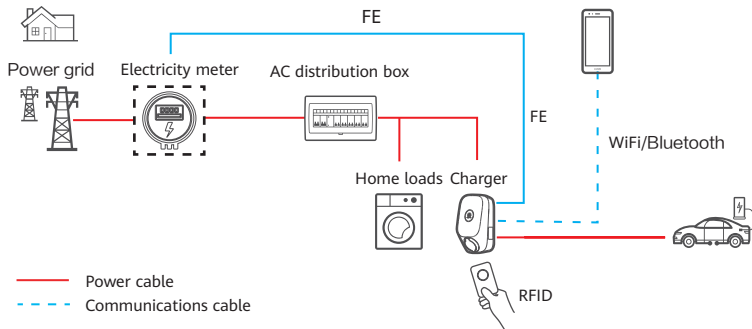 FE
Power grid
Electricity meter
AC distribution box
FE
WiFi/Bluetooth
Home loads
Charger
Power cable
Communications cable
RFID